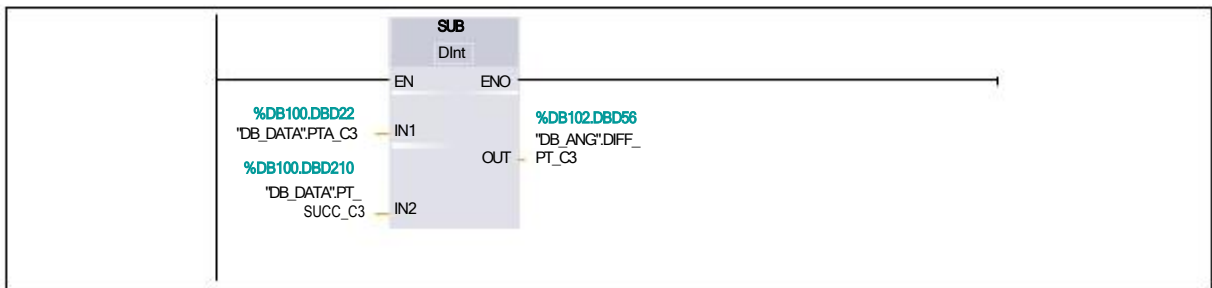 SUB
DInt
EN ENO
%DB100.DBD22
"DB_DATA".PTA_C3
IN1
%DB102.DBD56
"DB_ANG".DIFF_
PT_C3
OUT
%DB100.DBD210
"DB_DATA".PT_
SUCC_C3
IN2